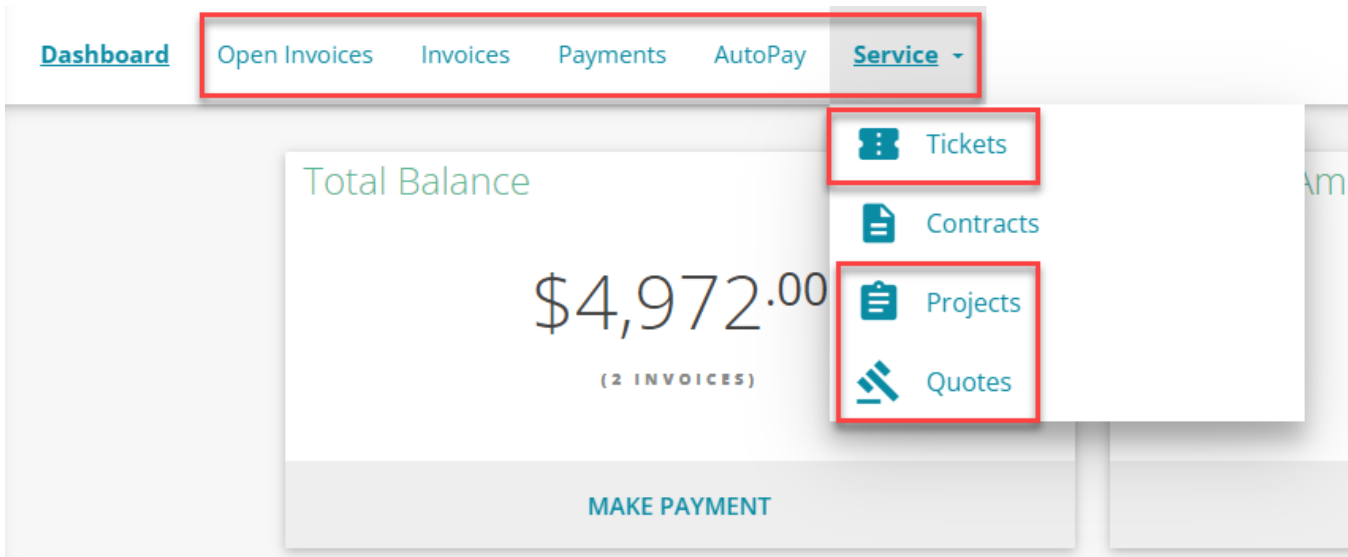 Dashboard Open Invoices Invoices Payments AutoPay Service
Tickets
Total Balance
Contracts
$4,972.00
Projects
(2 INVOICES)
Quotes
MAKE PAYMENT